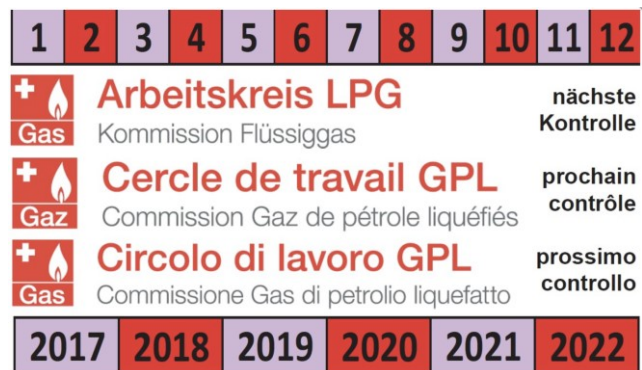 1 2 3 4 5 6 7 8 9 10 11 12
Gas
Arbeitskreis LPG
Kommission Flüssiggas
nächste
Kontrolle
Gaz
Cercle de travail GPL
Commission Gaz de pétrole liquéfiés
prochain
contrôle
Gas
Circolo di lavoro GPL
Commissione Gas di petrolio liquefatto
prossimo
controllo
2017 2018 2019 2020 2021 2022